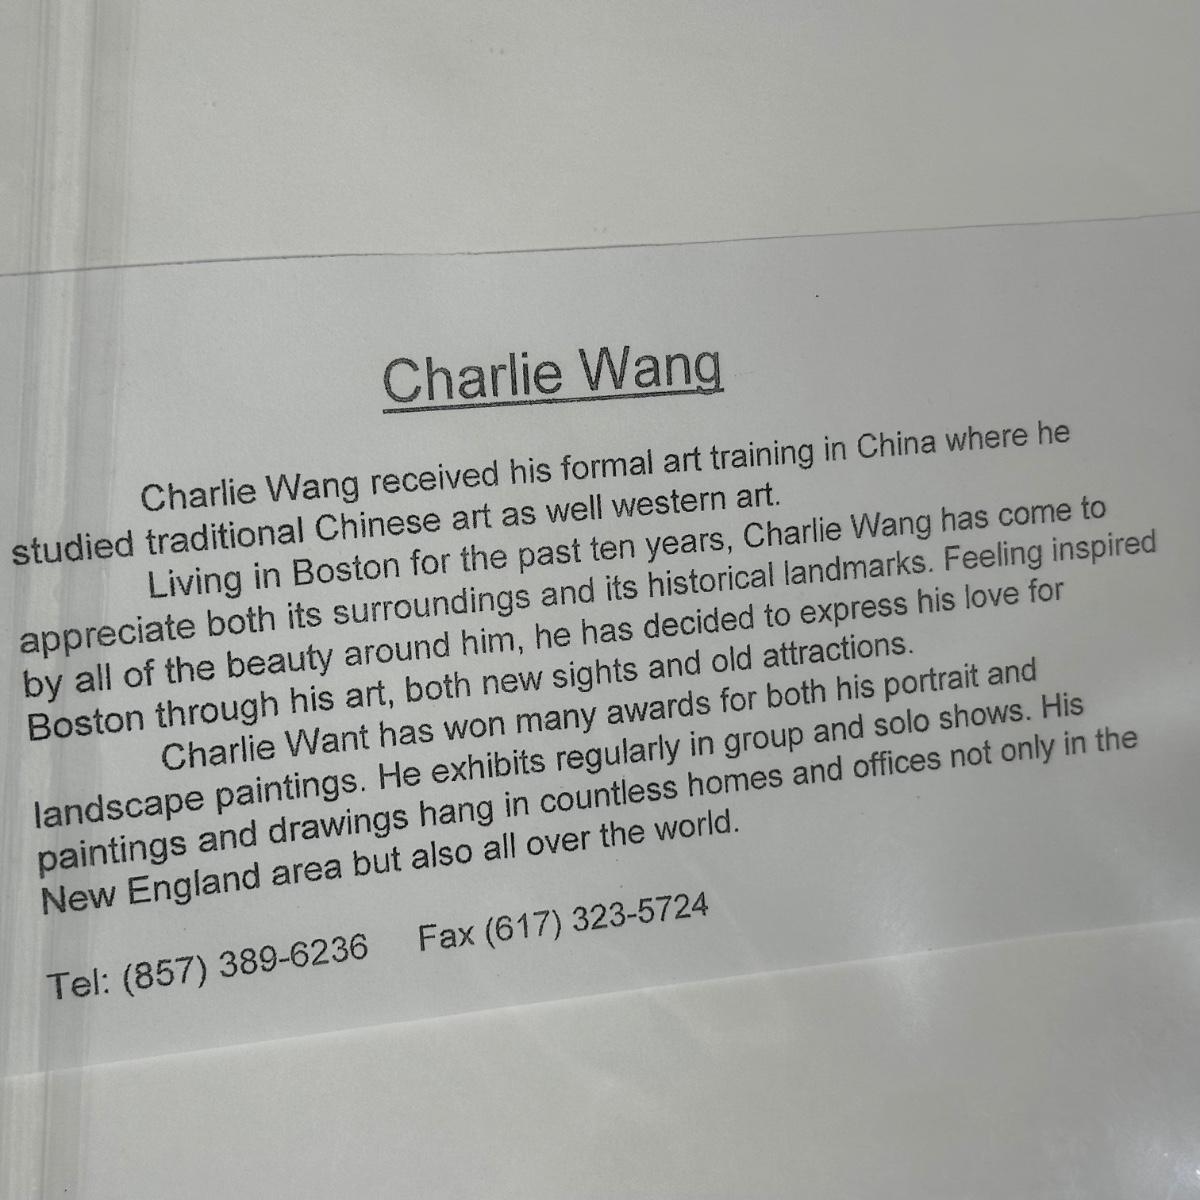 Charlie Wang
Charlie Wang received his formal art training in China where he
studied traditional Chinese art as well western art.
Living in Boston for the past ten years, Charlie Wang has come to
appreciate both its surroundings and its historical landmarks. Feeling inspired
by all of the beauty around him, he has decided to express his love for
Boston through his art, both new sights and old attractions.
Charlie Want has won many awards for both his portrait and
landscape paintings. He exhibits regularly in group and solo shows. His
paintings and drawings hang in countless homes and offices not only in the
New England area but also all over the world.
Tel: (857) 389-6236 Fax (617) 323-5724